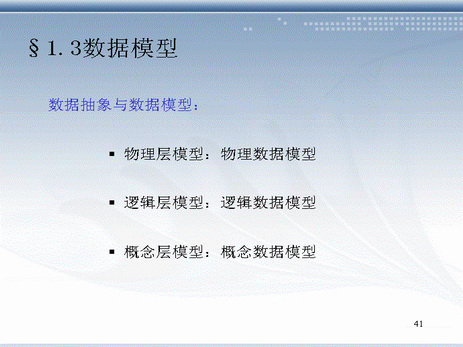 §1.3数据模型
数据抽象与数据模型：
▪ 物理层模型：物理数据模型
▪ 逻辑层模型：逻辑数据模型
▪ 概念层模型：概念数据模型
41